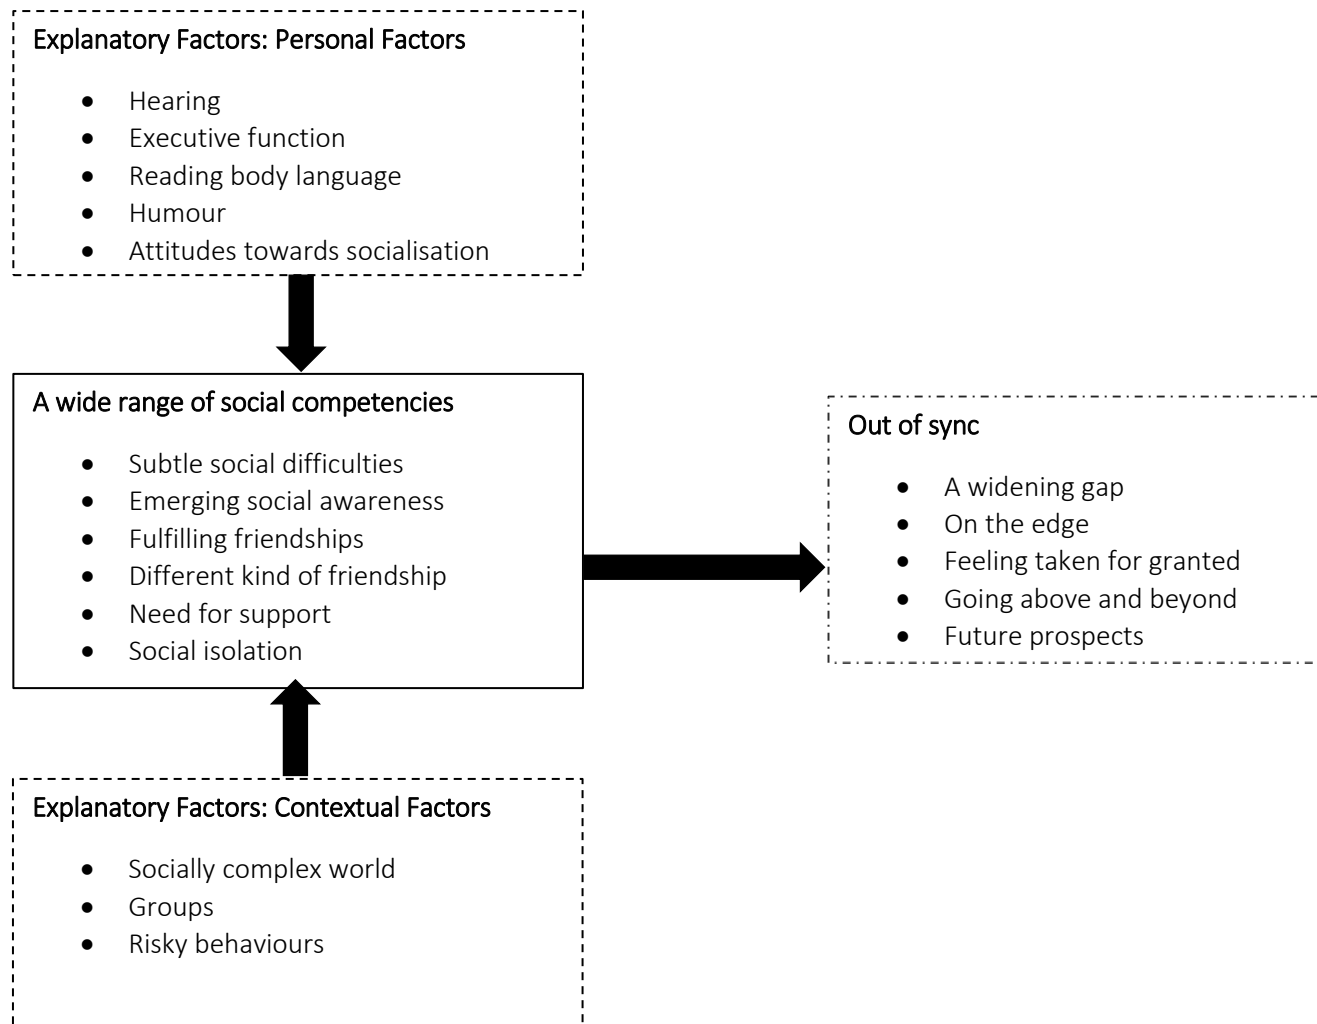 Explanatory Factors: Personal Factors
• Hearing
• Executive function
• Reading body language
• Humour
• Attitudes towards socialisation
A wide range of social competencies
• Subtle social difficulties
• Emerging social awareness
• Fulfilling friendships
• Different kind of friendship
• Need for support
• Social isolation
Out of sync
• A widening gap
• On the edge
• Feeling taken for granted
• Going above and beyond
• Future prospects
Explanatory Factors: Contextual Factors
• Socially complex world
• Groups
• Risky behaviours